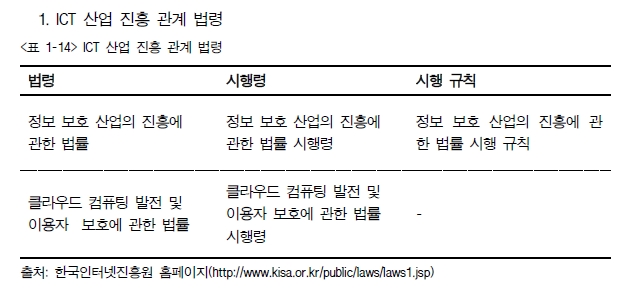 1. ICT 산업 진흥 관계 법령
<표 1-14> ICT 산업 진흥 관계 법령
법령 시행령 시행 규칙
정보 보호 산업의 진흥에 정보 보호 산업의 진흥에 정보 보호 산업의 진흥에 관
관한 법률 관한 법률 시행령 한 법률 시행 규칙
클라우드 컴퓨팅 발전 및
이용자 보호에 관한 법률
클라우드 컴퓨팅 발전 및
이용자 보호에 관한 법률
시행령
-
출처: 한국인터넷진흥원 홈페이지(http://www.kisa.or.kr/public/laws/laws1.jsp)